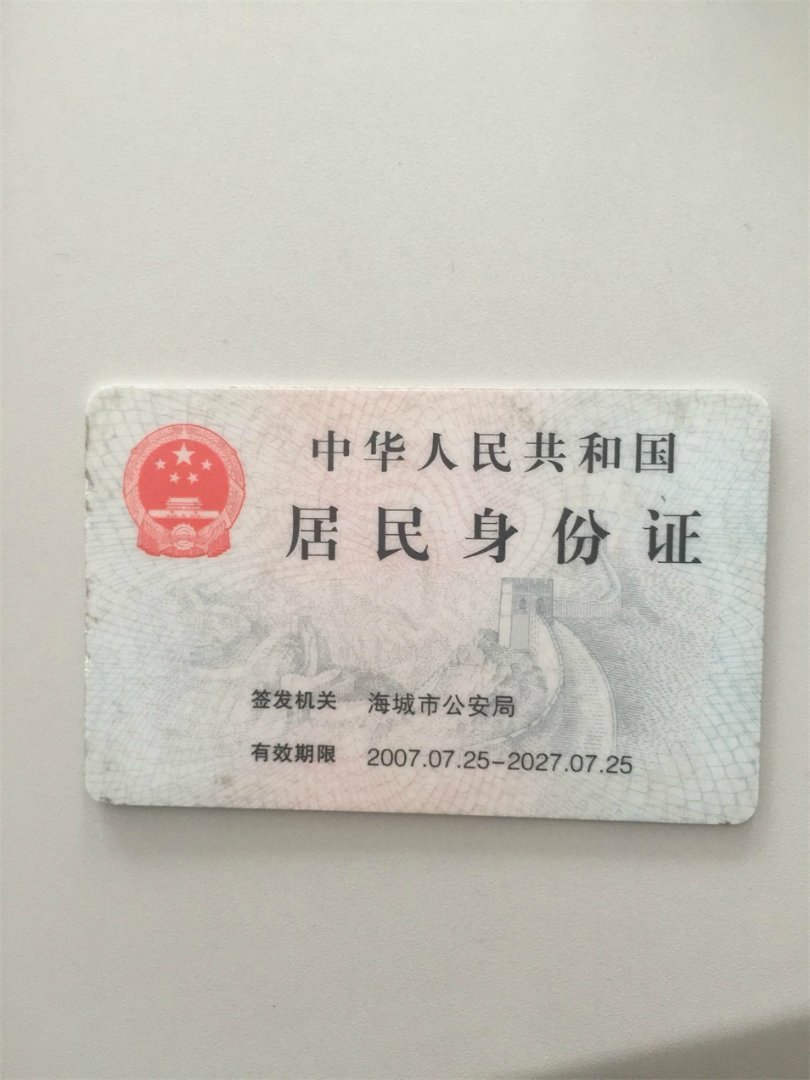 中华人民共和国
居民身份证
签发机关 海城市公安局
有效期限 2007.07.25-2027.07.25